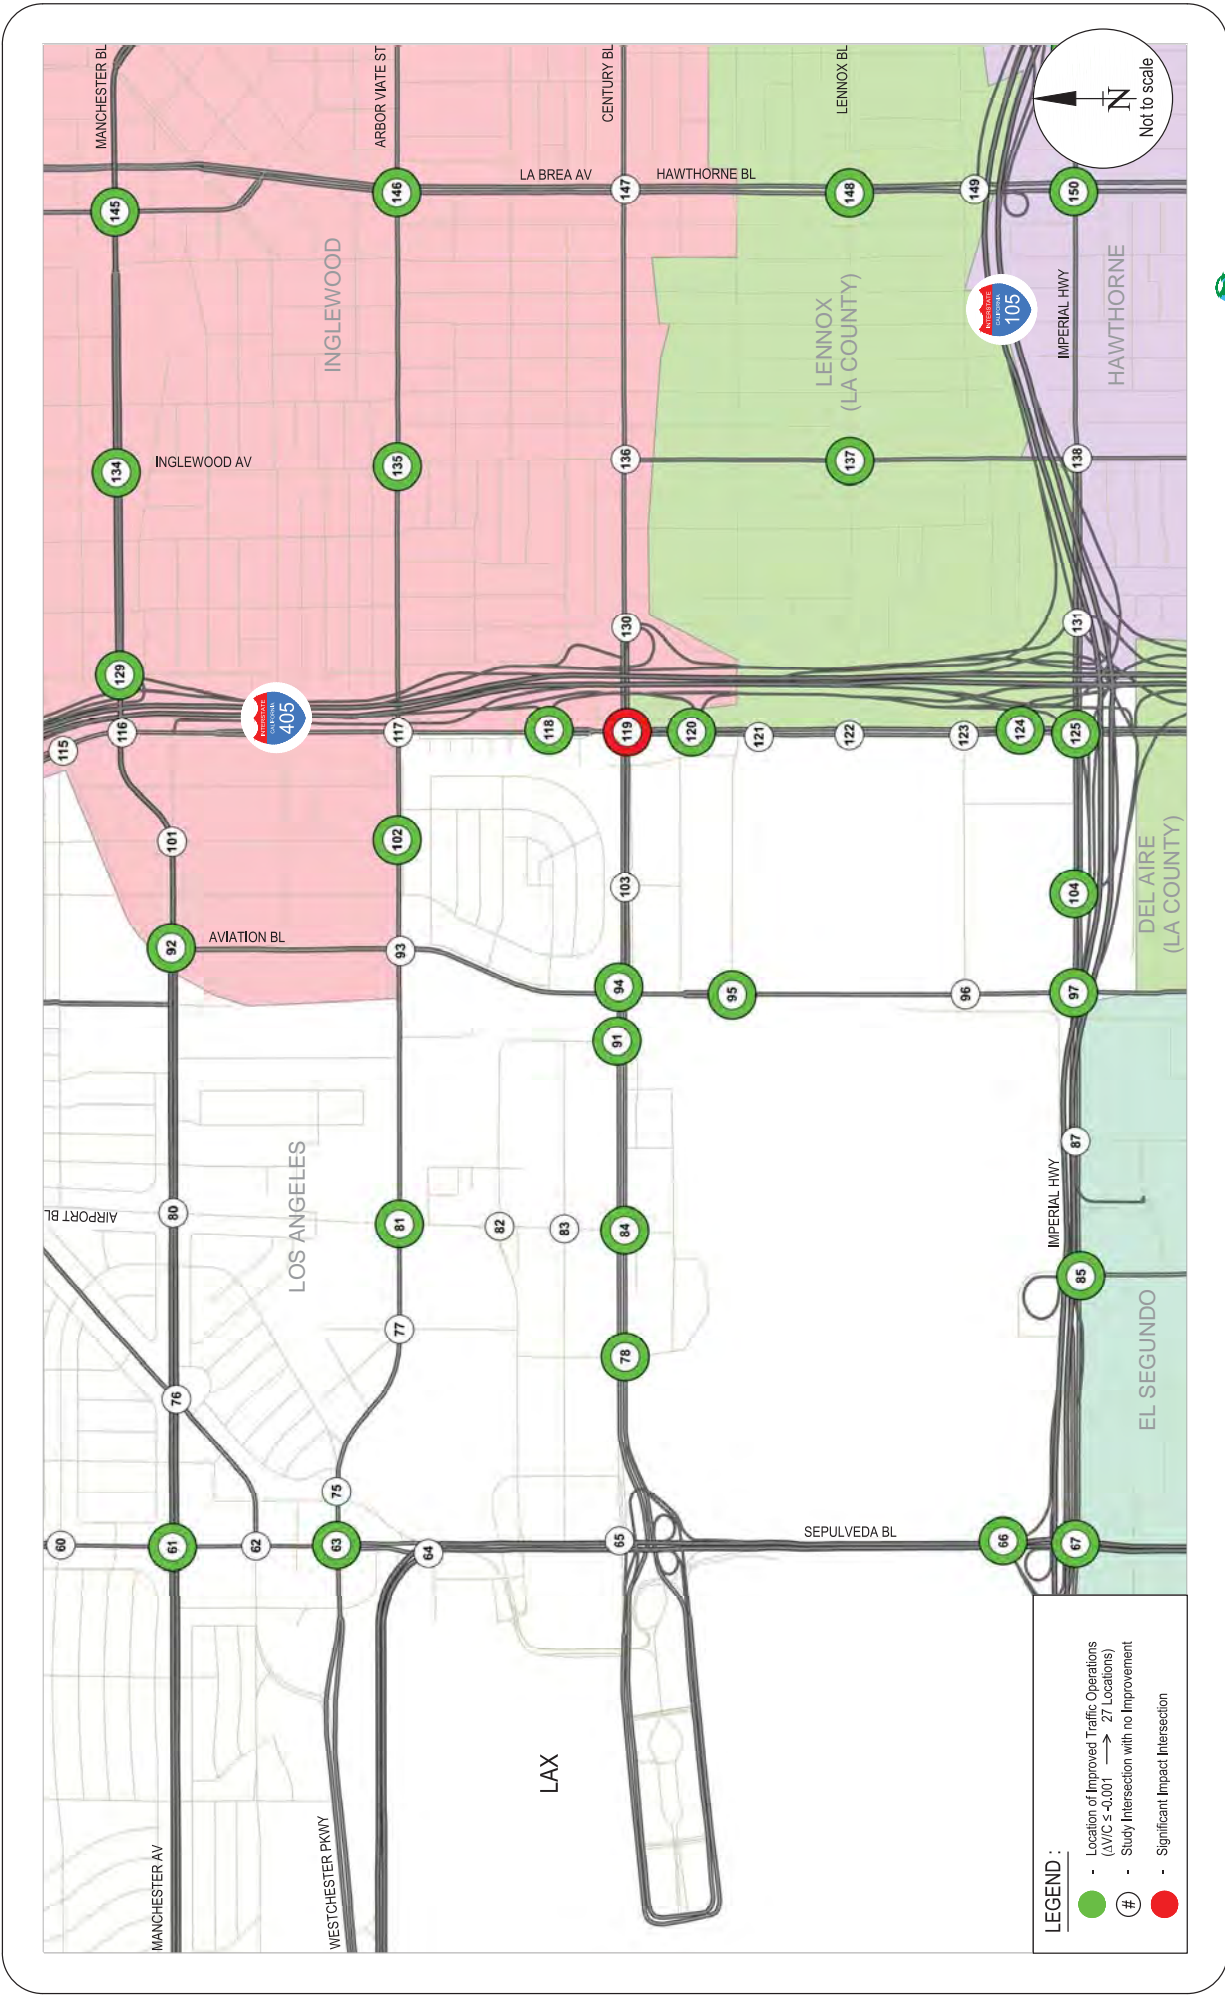 MANCHESTER BL
ARBOR VIATE ST
CENTURY BL
LENNOX BL
N
Not to scale
LA BREA AV
HAWTHORNE BL
145
146
147
148
149
150
INGLEWOOD
LENNOX
(LA COUNTY)
INTERSTATE
CALIFORNIA
105
IMPERIAL HWY
HAWTHORNE
INGLEWOOD AV
134
135
136
137
138
129
130
131
INTERSTATE
CALIFORNIA
405
115
116
117
118
119
120
121
122
123
124
125
101
102
103
104
DEL AIRE
(LA COUNTY)
AVIATION BL
92
93
94
95
96
97
91
AIRPORT BL
LOS ANGELES
80
81
82
83
84
85
87
IMPERIAL HWY
EL SEGUNDO
76
77
78
75
60
61
62
63
64
65
66
67
SEPULVEDA BL
LAX
MANCHESTER AV
WESTCHESTER PKWY
LEGEND :
- Location of Improved Traffic Operations
(ΔV/C ≤ -0.001 → 27 Locations)
# - Study Intersection with no Improvement
- Significant Impact Intersection